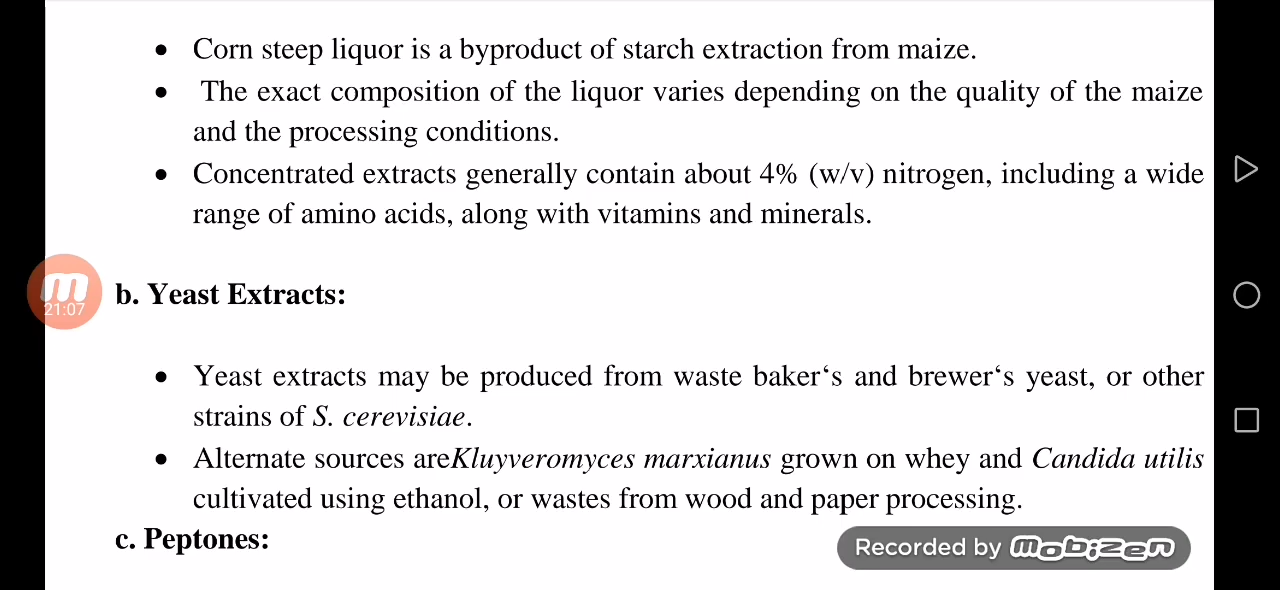 • Corn steep liquor is a byproduct of starch extraction from maize.
• The exact composition of the liquor varies depending on the quality of the maize
and the processing conditions.
• Concentrated extracts generally contain about 4% (w/v) nitrogen, including a wide
range of amino acids, along with vitamins and minerals.
21:07
b. Yeast Extracts:
• Yeast extracts may be produced from waste baker‘s and brewer‘s yeast, or other
strains of S. cerevisiae.
• Alternate sources areKluyveromyces marxianus grown on whey and Candida utilis
cultivated using ethanol, or wastes from wood and paper processing.
c. Peptones:
Recorded by mobizen